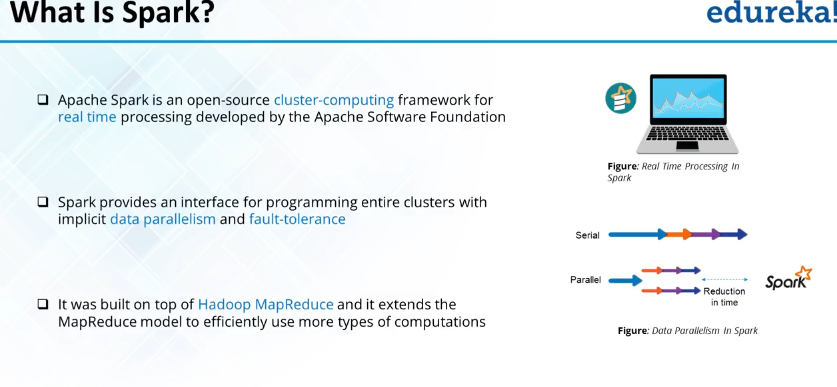 What Is Spark?
edureka!
❑ Apache Spark is an open-source cluster-computing framework for
real time processing developed by the Apache Software Foundation
Figure: Real Time Processing In
Spark
❑ Spark provides an interface for programming entire clusters with
implicit data parallelism and fault-tolerance
Serial
Parallel
Reduction
in time
Spark
Figure: Data Parallelism In Spark
❑ It was built on top of Hadoop MapReduce and it extends the
MapReduce model to efficiently use more types of computations